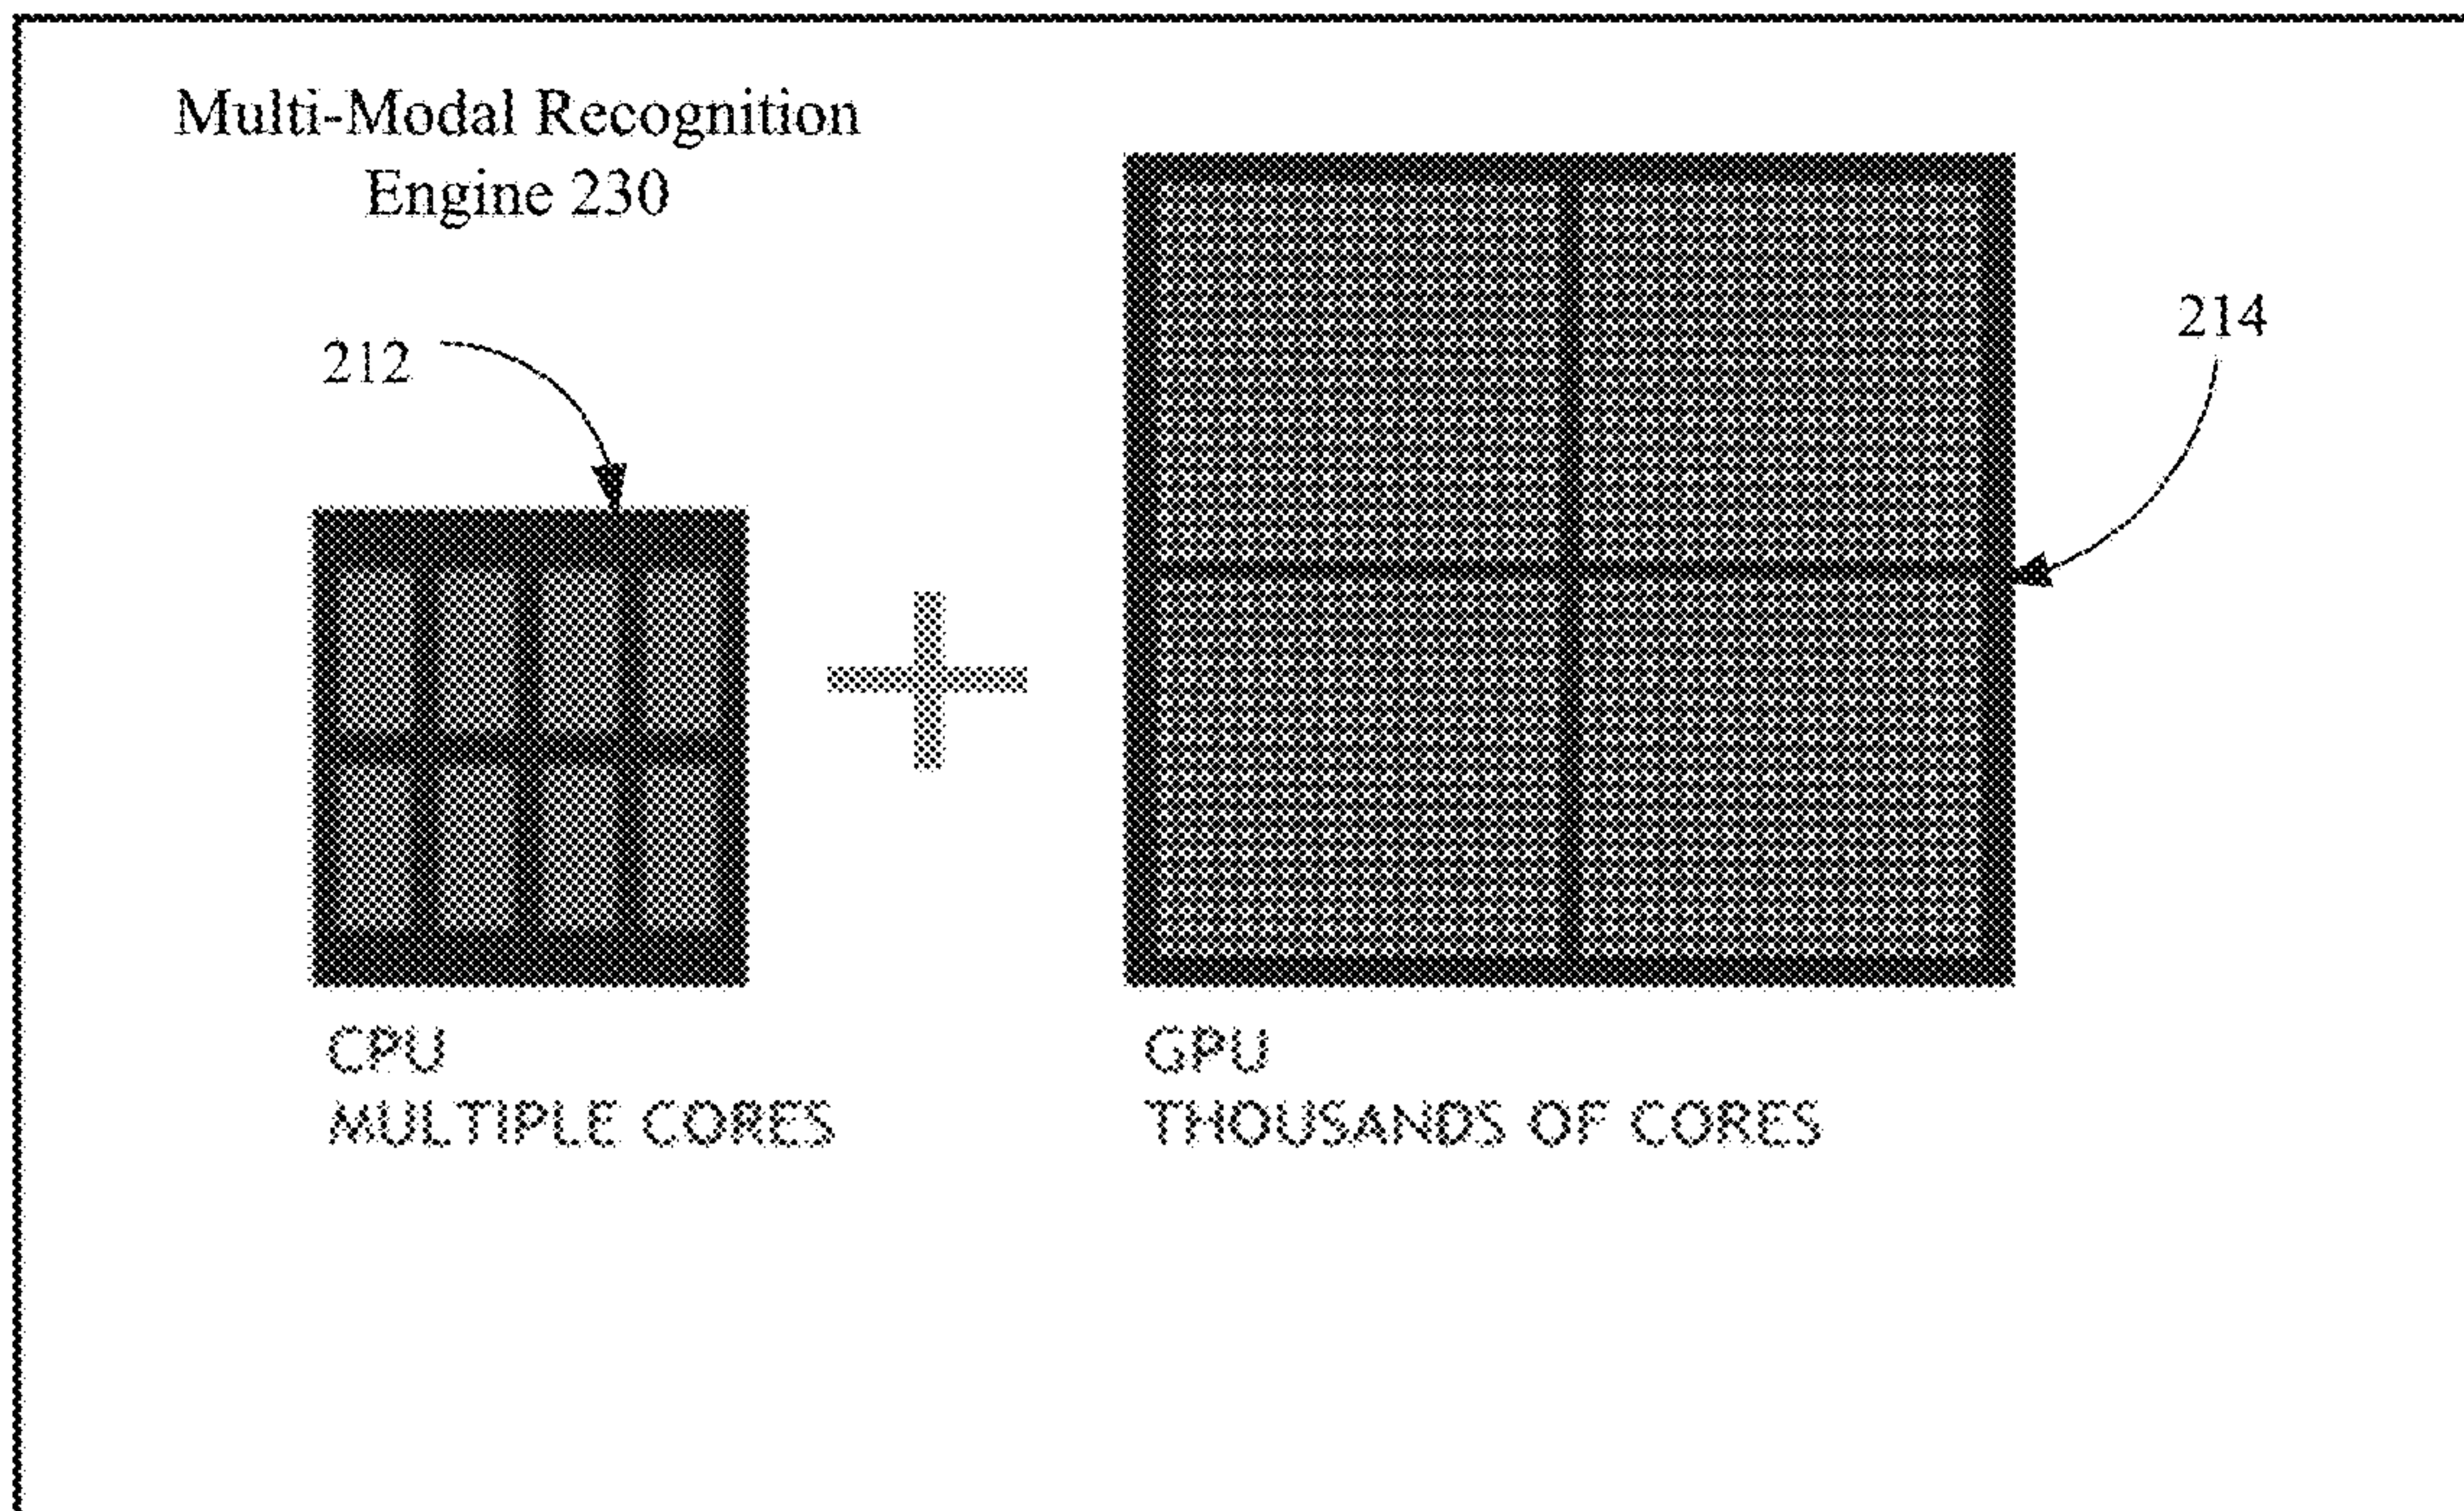 Multi-Modal Recognition
Engine 230
212
214
CPU
MULTIPLE CORES
GPU
THOUSANDS OF CORES